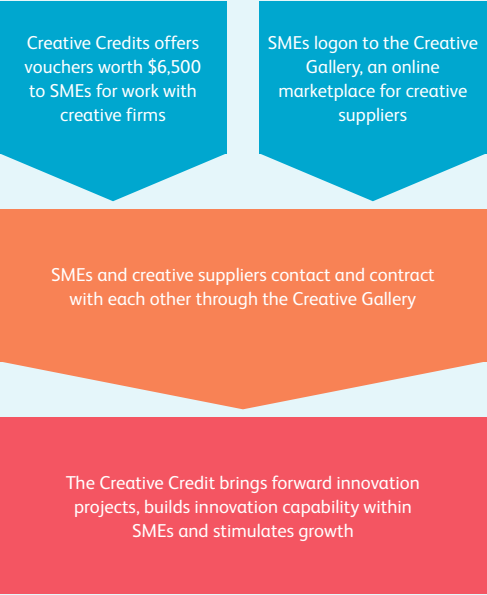 Creative Credits offers
vouchers worth $6,500
to SMEs for work with
creative firms
SMEs logon to the Creative
Gallery, an online
marketplace for creative
suppliers
SMEs and creative suppliers contact and contract
with each other through the Creative Gallery
The Creative Credit brings forward innovation
projects, builds innovation capability within
SMEs and stimulates growth